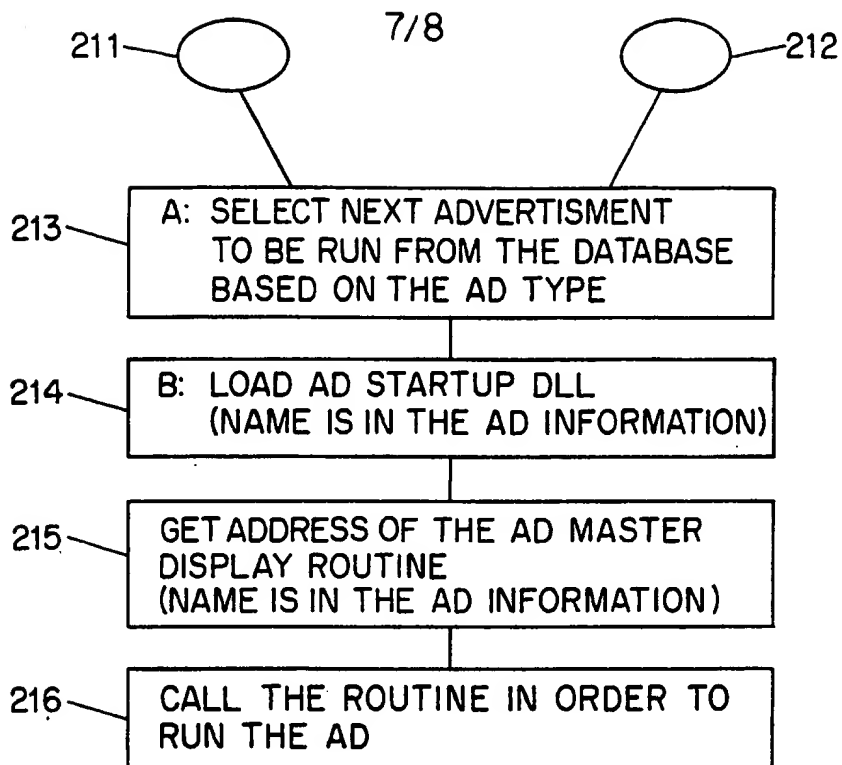 7/8
211
212
213
A: SELECT NEXT ADVERTISMENT
TO BE RUN FROM THE DATABASE
BASED ON THE AD TYPE
214
B: LOAD AD STARTUP DLL
(NAME IS IN THE AD INFORMATION)
215
GET ADDRESS OF THE AD MASTER
DISPLAY ROUTINE
(NAME IS IN THE AD INFORMATION)
216
CALL THE ROUTINE IN ORDER TO
RUN THE AD